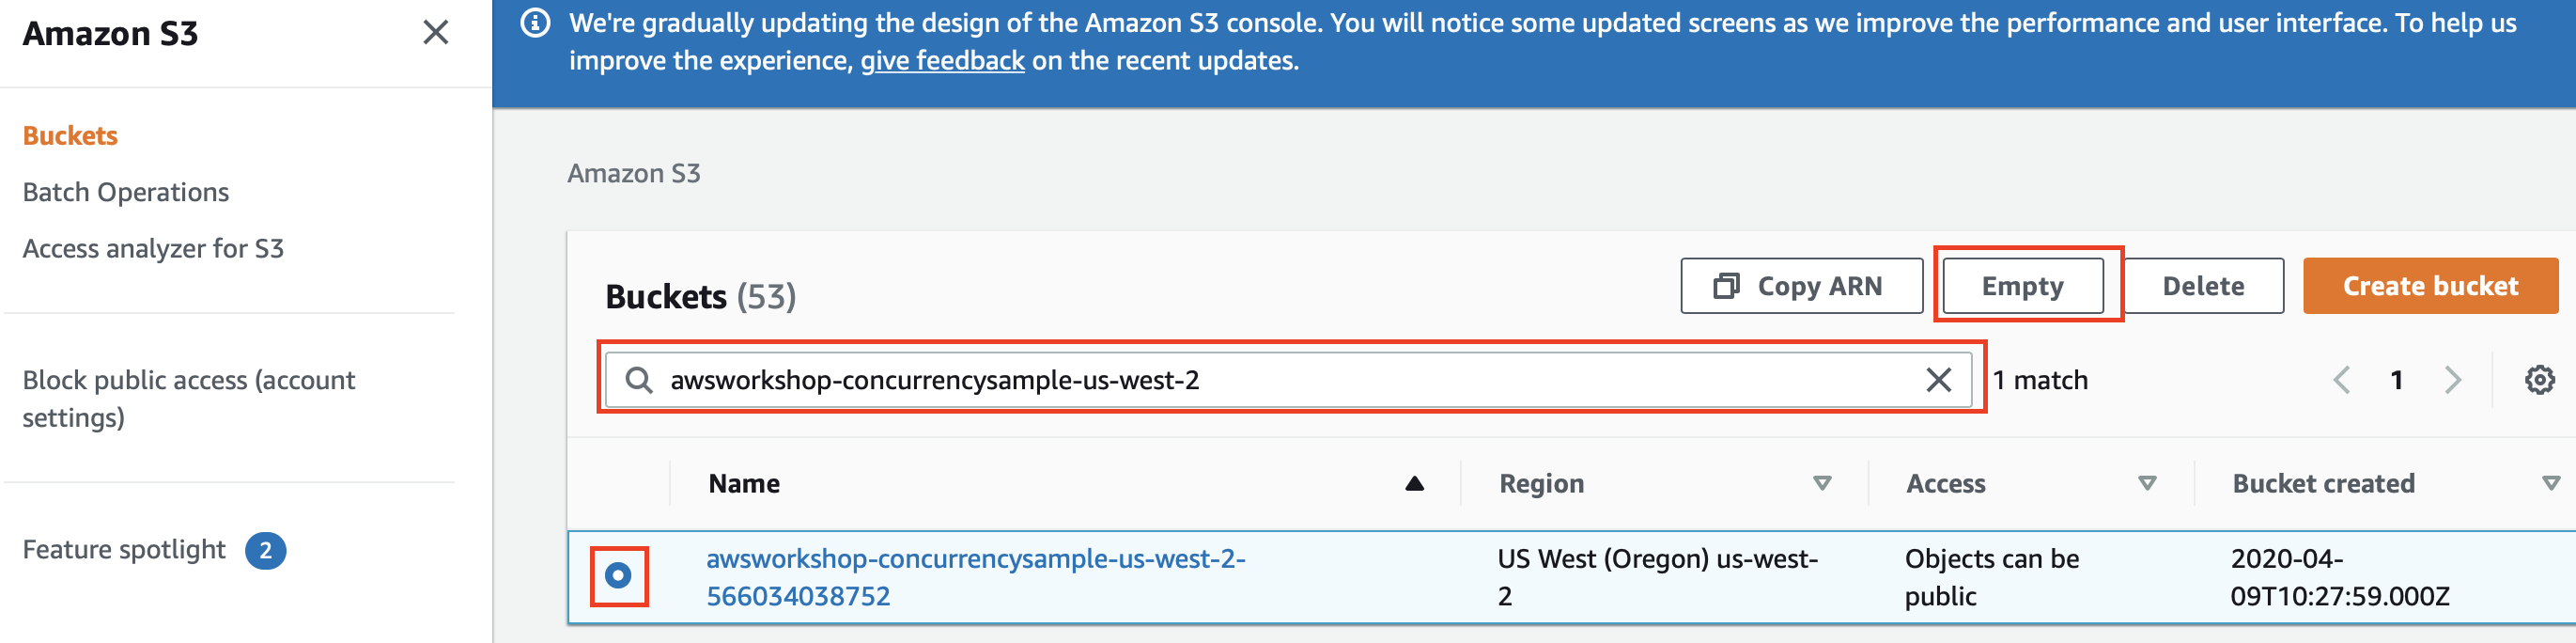 Amazon S3
We're gradually updating the design of the Amazon S3 console. You will notice some updated screens as we improve the performance and user interface. To help us
improve the experience, give feedback on the recent updates.
Buckets
Batch Operations
Access analyzer for S3
Block public access (account
settings)
Feature spotlight 2
Amazon S3
Buckets (53)
Copy ARN
Empty
Delete
Create bucket
awsworkshop-concurrencysample-us-west-2
1 match
1
Name
Region
Access
Bucket created
awsworkshop-concurrencysample-us-west-2-
566034038752
US West (Oregon) us-west-
2
Objects can be
public
2020-04-
09T10:27:59.000Z